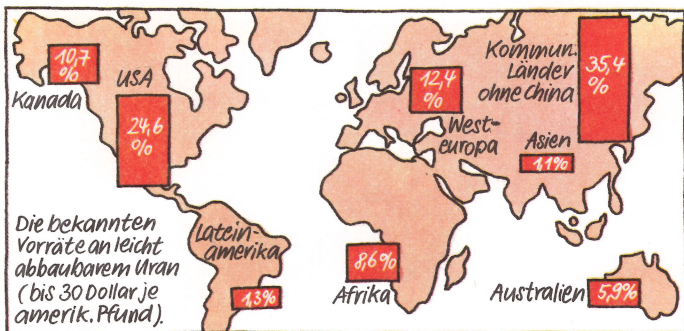 10,7
%
Kanada
USA
24,6
%
12,4
%
West-
europa
Kommun.
Länder
ohne China
35,4
%
Asien
1,1%
Latein-
amerika
1,3%
8,6%
Afrika
Australien
5,9%
Die bekannten
Vorräte an leicht
abbaubarem Uran
(bis 30 Dollar je
amerik. Pfund).